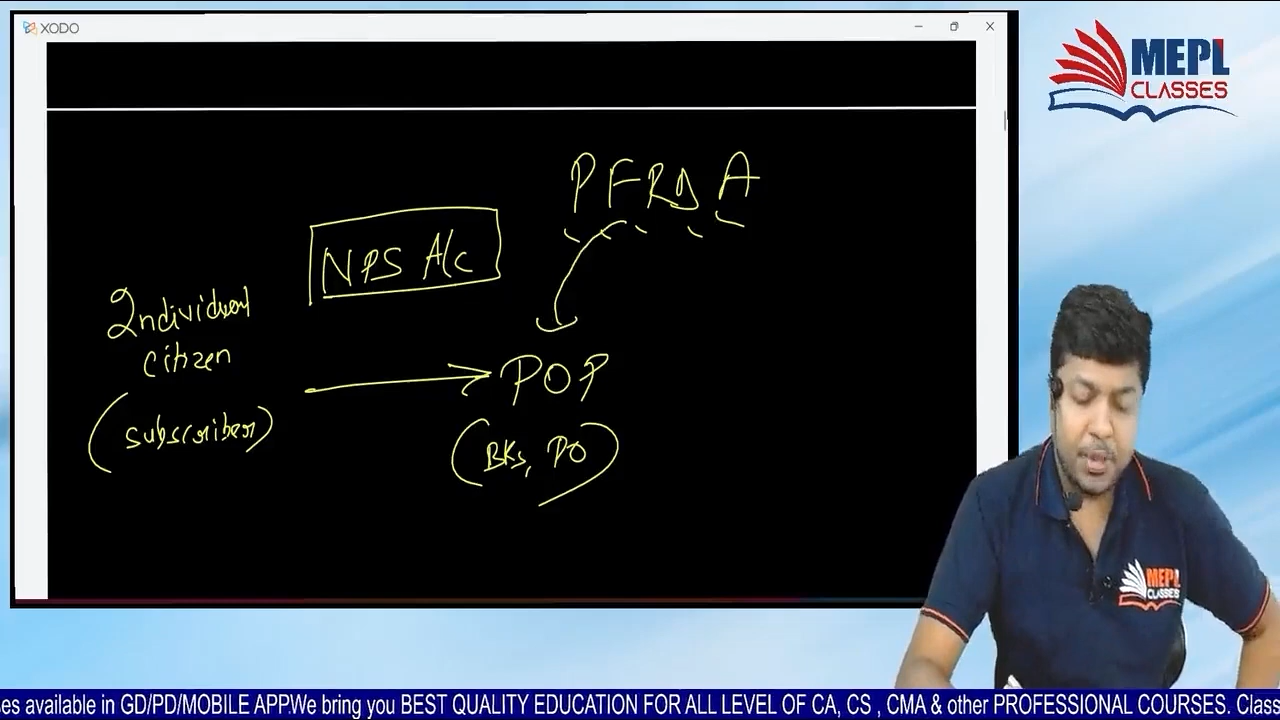 XODO
MEPL
CLASSES
PFRDA
NPS A/c
Individual
citizen
(subscriber)
POP
(BKs, PO)
MEPL
CLASSES
es available in GD/PD/MOBILE APP.We bring you BEST QUALITY EDUCATION FOR ALL LEVEL OF CA, CS , CMA & other PROFESSIONAL COURSES. Class